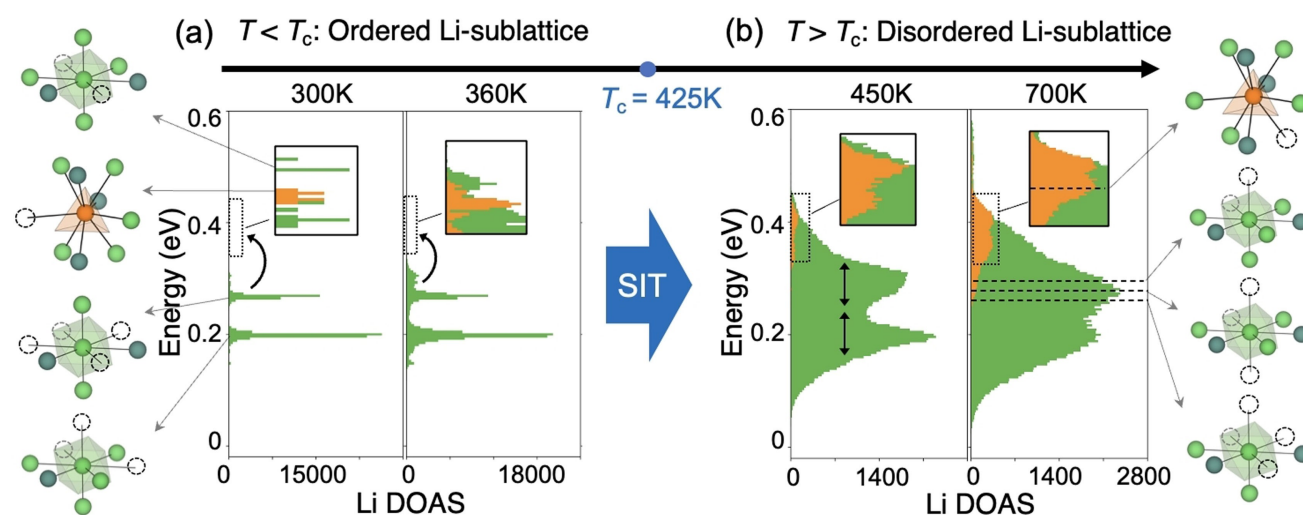 (a) T < Tc: Ordered Li-sublattice
(b) T > Tc: Disordered Li-sublattice
Tc = 425K
300K
360K
450K
700K
Energy (eV)
0.6
0.4
0.2
0
0
15000
0
18000
Li DOAS
SIT
Energy (eV)
0.6
0.4
0.2
0
0
1400
0
1400
2800
Li DOAS